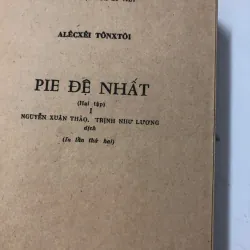 ALÊCXÊI TÔNXTÔI
PIE ĐỆ NHẤT
(Hai tập)
I
NGUYỄN XUÂN THẢO, TRỊNH NHƯ LƯƠNG
dịch
(In lần thứ hai)